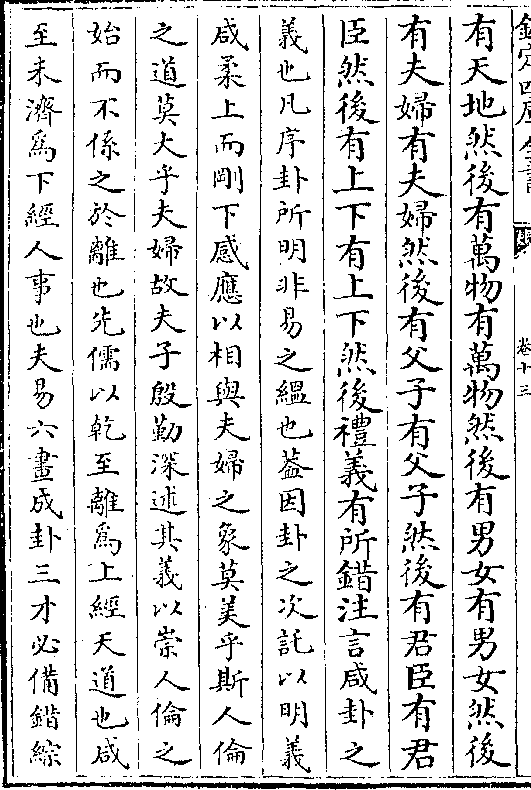 欽定四庫全書
卷十三
有天地然後有萬物有萬物然後有男女有男女然後
有夫婦有夫婦然後有父子有父子然後有君臣有君
臣然後有上下有上下然後禮義有所錯注言咸卦之
義也凡序卦所明非易之緼也葢因卦之次託以明義
咸柔上而剛下感應以相與夫婦之象莫美乎斯人倫
之道莫大乎夫婦故夫子殷勤深述其義以崇人倫之
始而不係之於離也先儒以乾至離爲上經天道也咸
至未濟爲下經人事也夫易六畫成卦三才必備錯綜